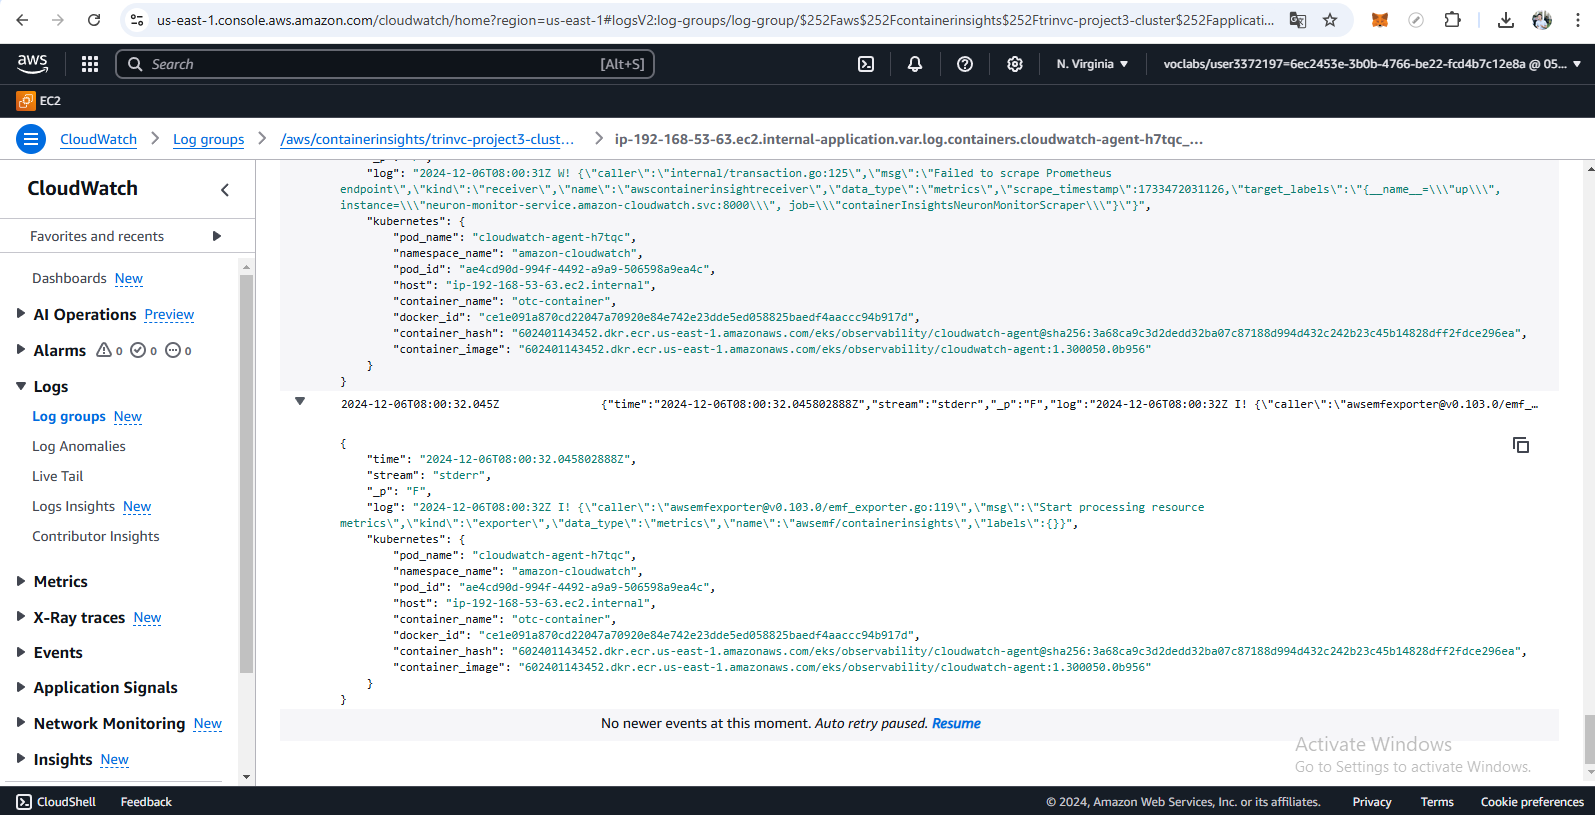 us-east-1.console.aws.amazon.com/cloudwatch/home?region=us-east-1#logsV2:log-groups/log-group/$252Faws$252Fcontainerinsights$252Ftrinvc-project3-cluster$252Fapplicati...
aws Search [Alt+S] N. Virginia voclabs/user3372197=6ec2453e-3b0b-4766-be22-fcd4b7c12e8a @ 05...
EC2
CloudWatch Log groups /aws/containerinsights/trinvc-project3-clust... ip-192-168-53-63.ec2.internal-application.var.log.containers.cloudwatch-agent-h7tqc_...
CloudWatch
Favorites and recents
Dashboards New
AI Operations Preview
Alarms 0 0 0
Logs
Log groups New
Log Anomalies
Live Tail
Logs Insights New
Contributor Insights
Metrics
X-Ray traces New
Events
Application Signals
Network Monitoring New
Insights New
"log": "2024-12-06T08:00:31Z W! {\"caller\":\"internal/transaction.go:125\",\"msg\":\"Failed to scrape Prometheus
endpoint\",\"kind\":\"receiver\",\"name\":\"awscontainerinsightreceiver\",\"data_type\":\"metrics\",\"scrape_timestamp\":1733472031126,\"target_labels\":\"{__name__=\\\"up\\\",
instance=\\\"neuron-monitor-service.amazon-cloudwatch.svc:8000\\\", job=\\\"containerInsightsNeuronMonitorScraper\\\"}\"}",
"kubernetes": {
"pod_name": "cloudwatch-agent-h7tqc",
"namespace_name": "amazon-cloudwatch",
"pod_id": "ae4cd90d-994f-4492-a9a9-506598a9ea4c",
"host": "ip-192-168-53-63.ec2.internal",
"container_name": "otc-container",
"docker_id": "ce1e091a870cd22047a70920e84e742e23dde5ed058825baedf4aaccc94b917d",
"container_hash": "602401143452.dkr.ecr.us-east-1.amazonaws.com/eks/observability/cloudwatch-agent@sha256:3a68ca9c3d2dedd32ba07c87188d994d432c242b23c45b14828dff2fdce296ea",
"container_image": "602401143452.dkr.ecr.us-east-1.amazonaws.com/eks/observability/cloudwatch-agent:1.300050.0b956"
}
}
2024-12-06T08:00:32.045Z {"time":"2024-12-06T08:00:32.045802888Z","stream":"stderr","_p":"F","log":"2024-12-06T08:00:32Z I! {\"caller\":\"awsemfexporter@v0.103.0/emf_...
{
"time": "2024-12-06T08:00:32.045802888Z",
"stream": "stderr",
"_p": "F",
"log": "2024-12-06T08:00:32Z I! {\"caller\":\"awsemfexporter@v0.103.0/emf_exporter.go:119\",\"msg\":\"Start processing resource
metrics\",\"kind\":\"exporter\",\"data_type\":\"metrics\",\"name\":\"awsemf/containerinsights\",\"labels\":{}}",
"kubernetes": {
"pod_name": "cloudwatch-agent-h7tqc",
"namespace_name": "amazon-cloudwatch",
"pod_id": "ae4cd90d-994f-4492-a9a9-506598a9ea4c",
"host": "ip-192-168-53-63.ec2.internal",
"container_name": "otc-container",
"docker_id": "ce1e091a870cd22047a70920e84e742e23dde5ed058825baedf4aaccc94b917d",
"container_hash": "602401143452.dkr.ecr.us-east-1.amazonaws.com/eks/observability/cloudwatch-agent@sha256:3a68ca9c3d2dedd32ba07c87188d994d432c242b23c45b14828dff2fdce296ea",
"container_image": "602401143452.dkr.ecr.us-east-1.amazonaws.com/eks/observability/cloudwatch-agent:1.300050.0b956"
}
}
No newer events at this moment. Auto retry paused. Resume
Activate Windows
Go to Settings to activate Windows.
CloudShell Feedback © 2024, Amazon Web Services, Inc. or its affiliates. Privacy Terms Cookie preferences